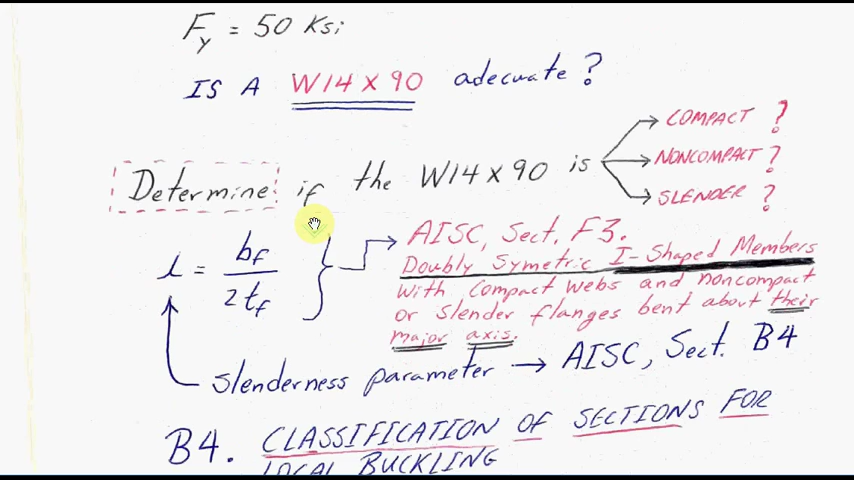 Fy = 50 Ksi
IS A W14 X 90 adequate?
COMPACT ?
Determine if the W14 X 90 is NONCOMPACT ?
SLENDER ?
AISC, Sect. F3.
λ = bf / 2tf
Doubly Symetric I-Shaped Members
with compact webs and noncompact
or Slender flanges bent about their
major axis.
Slenderness parameter → AISC, Sect. B4
B4. CLASSIFICATION OF SECTIONS FOR
LOCAL BUCKLING